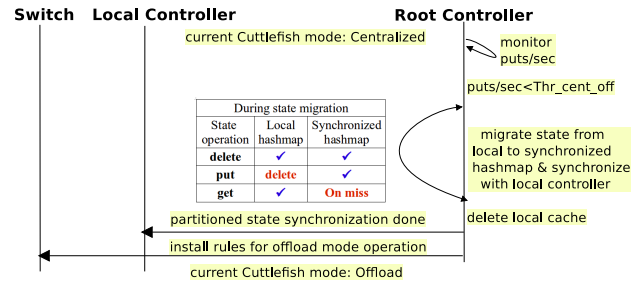 Switch Local Controller Root Controller
current Cuttlefish mode: Centralized
monitor
puts/sec
puts/sec<Thr_cent_off
During state migration
State operation Local hashmap Synchronized hashmap
delete ✓ ✓
put delete ✓
get ✓ On miss
migrate state from
local to synchronized
hashmap & synchronize
with local controller
delete local cache
partitioned state synchronization done
install rules for offload mode operation
current Cuttlefish mode: Offload